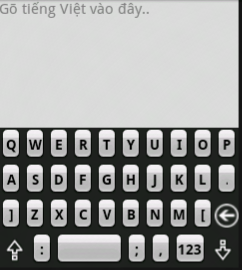 Gõ tiếng Việt vào đây..
Q W E R T Y U I O P
A S D F G H J K L .
] Z X C V B N M [
: ; , 123